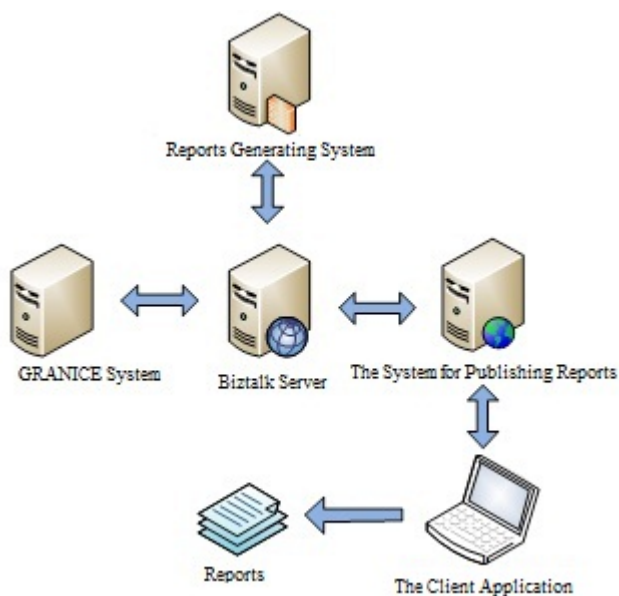 Reports Generating System
GRANICE System
Biztalk Server
The System for Publishing Reports
Reports
The Client Application